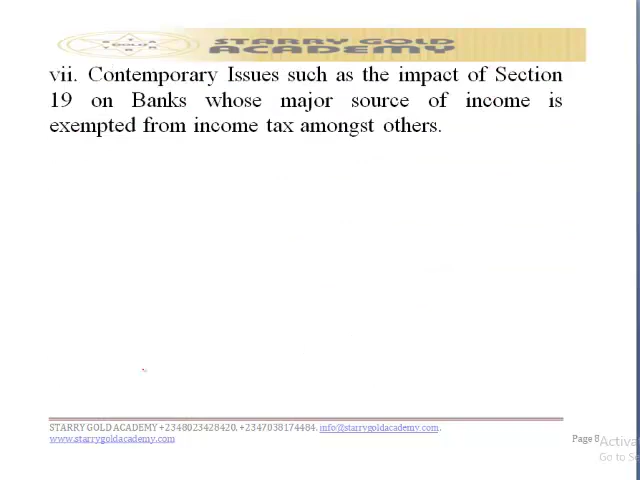 STARRY GOLD
ACADEMY
vii. Contemporary Issues such as the impact of Section
19 on Banks whose major source of income is
exempted from income tax amongst others.
STARRY GOLD ACADEMY +2348023428420. +2347038174484. info@starrygoldacademy.com.
www.starrygoldacademy.com
Page 8